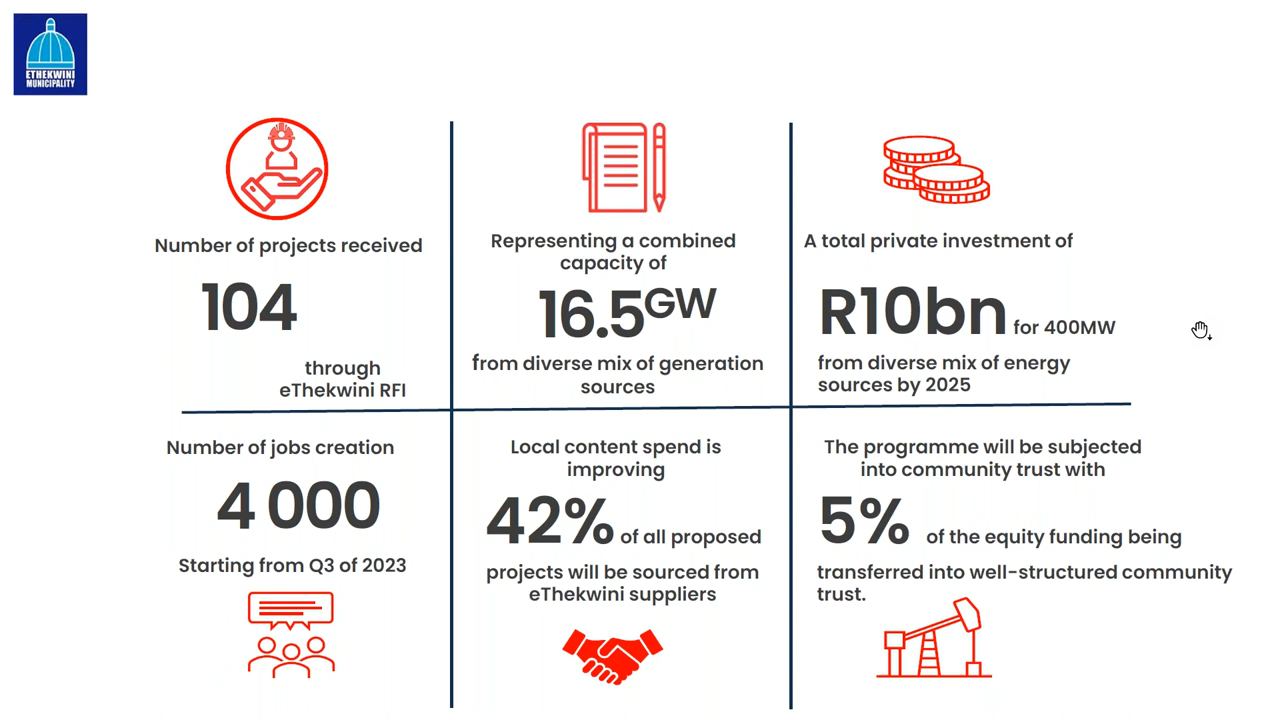 ETHEKWINI
MUNICIPALITY
Number of projects received
104
through
eThekwini RFI
Representing a combined
capacity of
16.5GW
from diverse mix of generation
sources
A total private investment of
R10bn for 400MW
from diverse mix of energy
sources by 2025
Number of jobs creation
4 000
Starting from Q3 of 2023
Local content spend is
improving
42% of all proposed
projects will be sourced from
eThekwini suppliers
The programme will be subjected
into community trust with
5% of the equity funding being
transferred into well-structured community
trust.